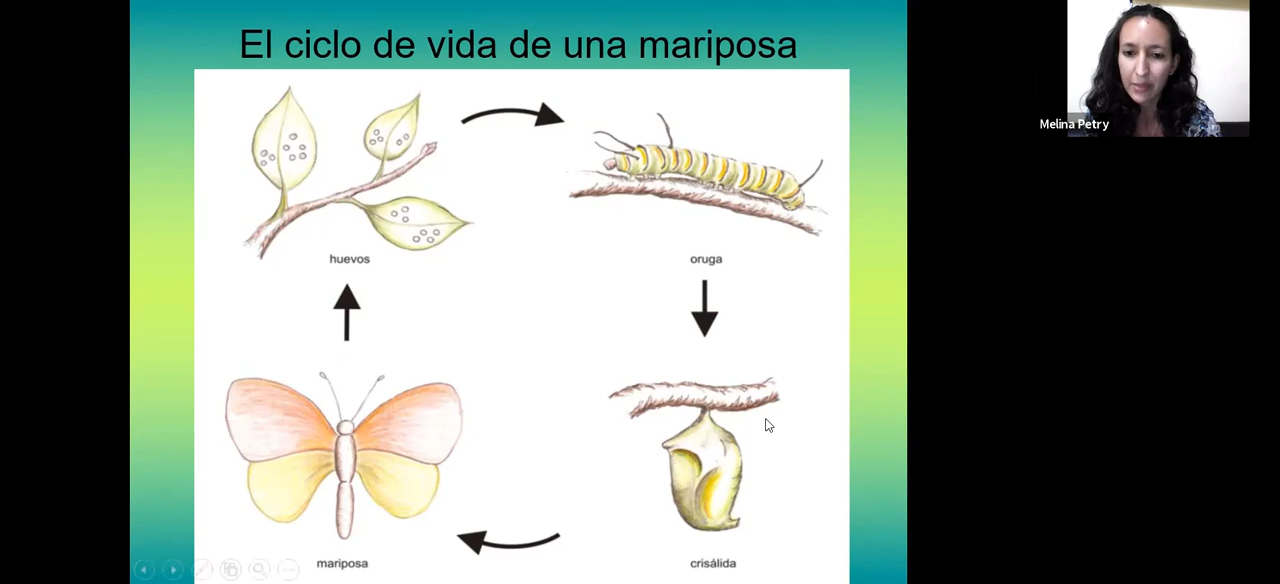 El ciclo de vida de una mariposa
Melina Petry
huevos
oruga
mariposa
crisálida